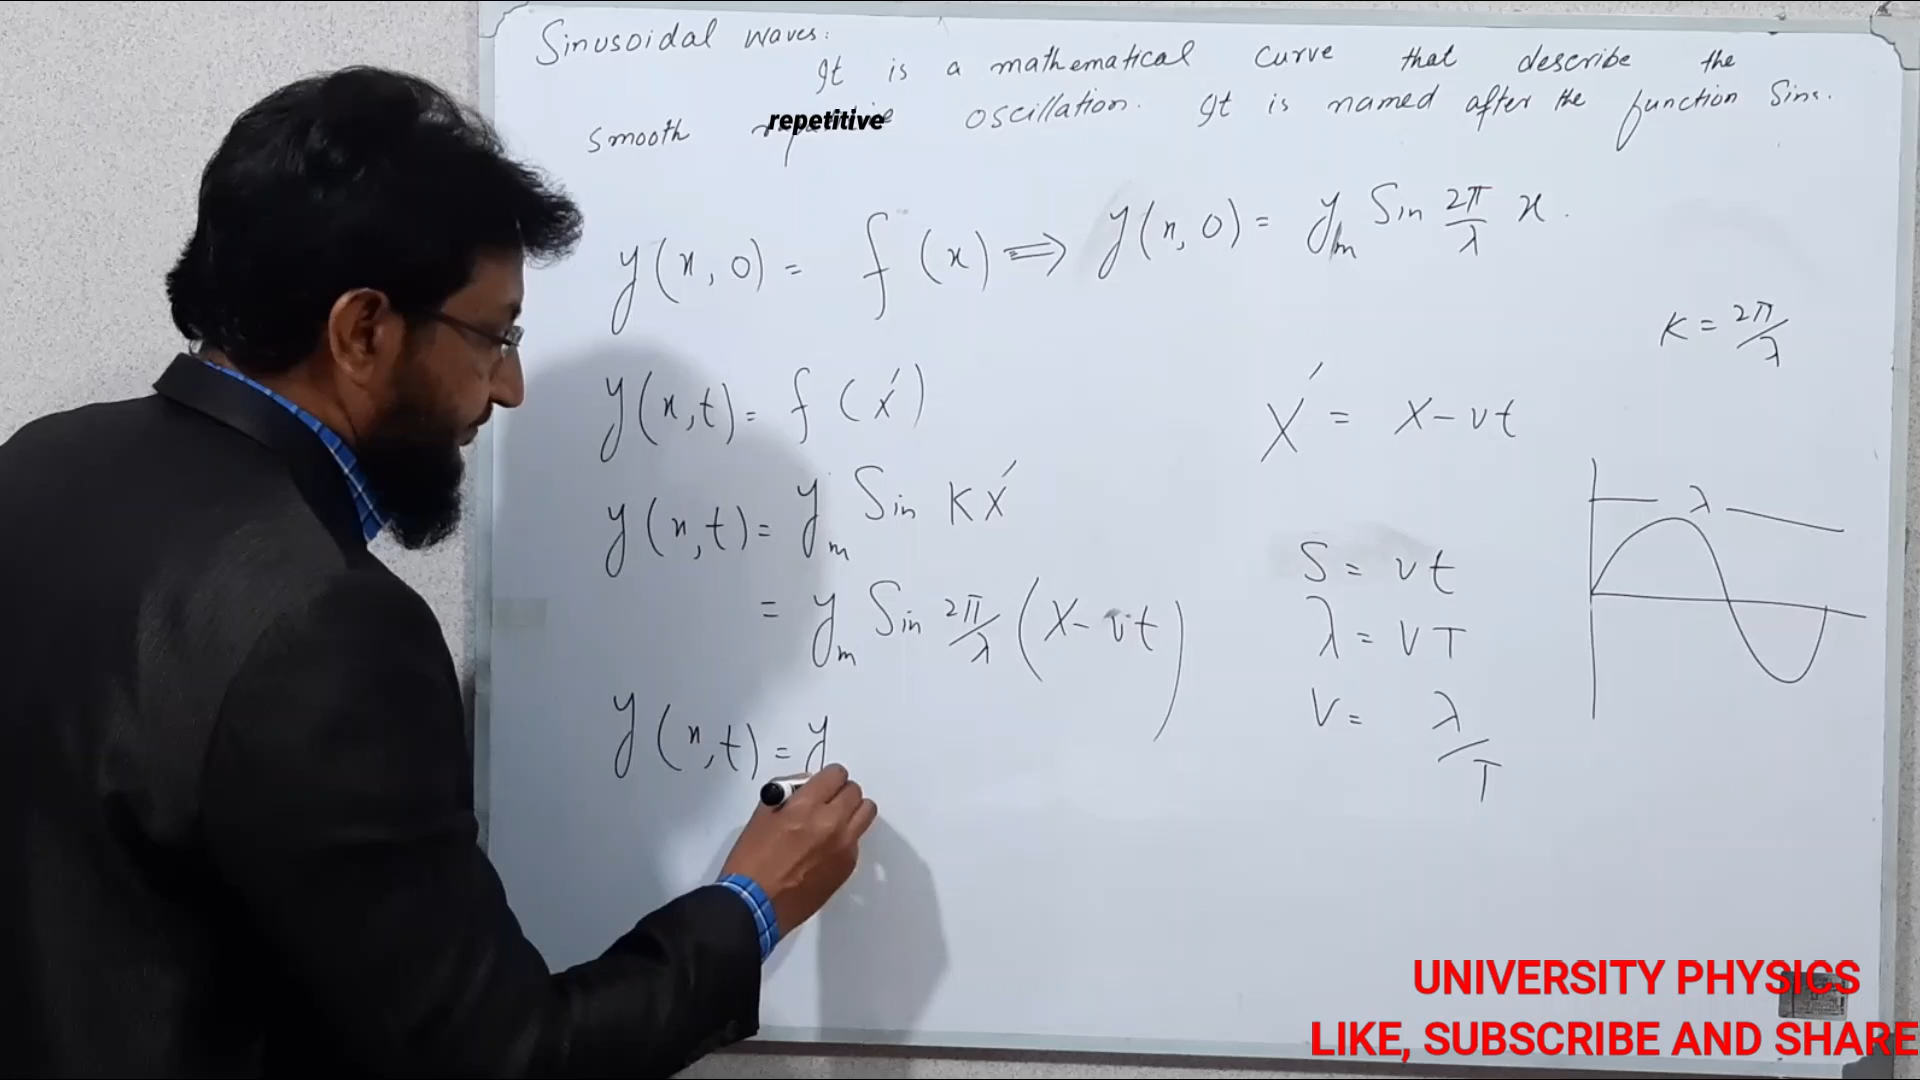 Sinusoidal waves:
It is a mathematical curve that describe the
smooth repetitive oscillation. It is named after the function Sine.
y(x,0) = f(x) ⇒ y(x,0) = yₘ Sin 2π/λ x.
K = 2π/λ
y(x,t) = f(x′)
X′ = X-vt
y(x,t) = yₘ Sin KX′
λ
S = vt
= yₘ Sin 2π/λ (X-vt)
λ = VT
V = λ/T
y(x,t) = y
UNIVERSITY PHYSICS
LIKE, SUBSCRIBE AND SHARE